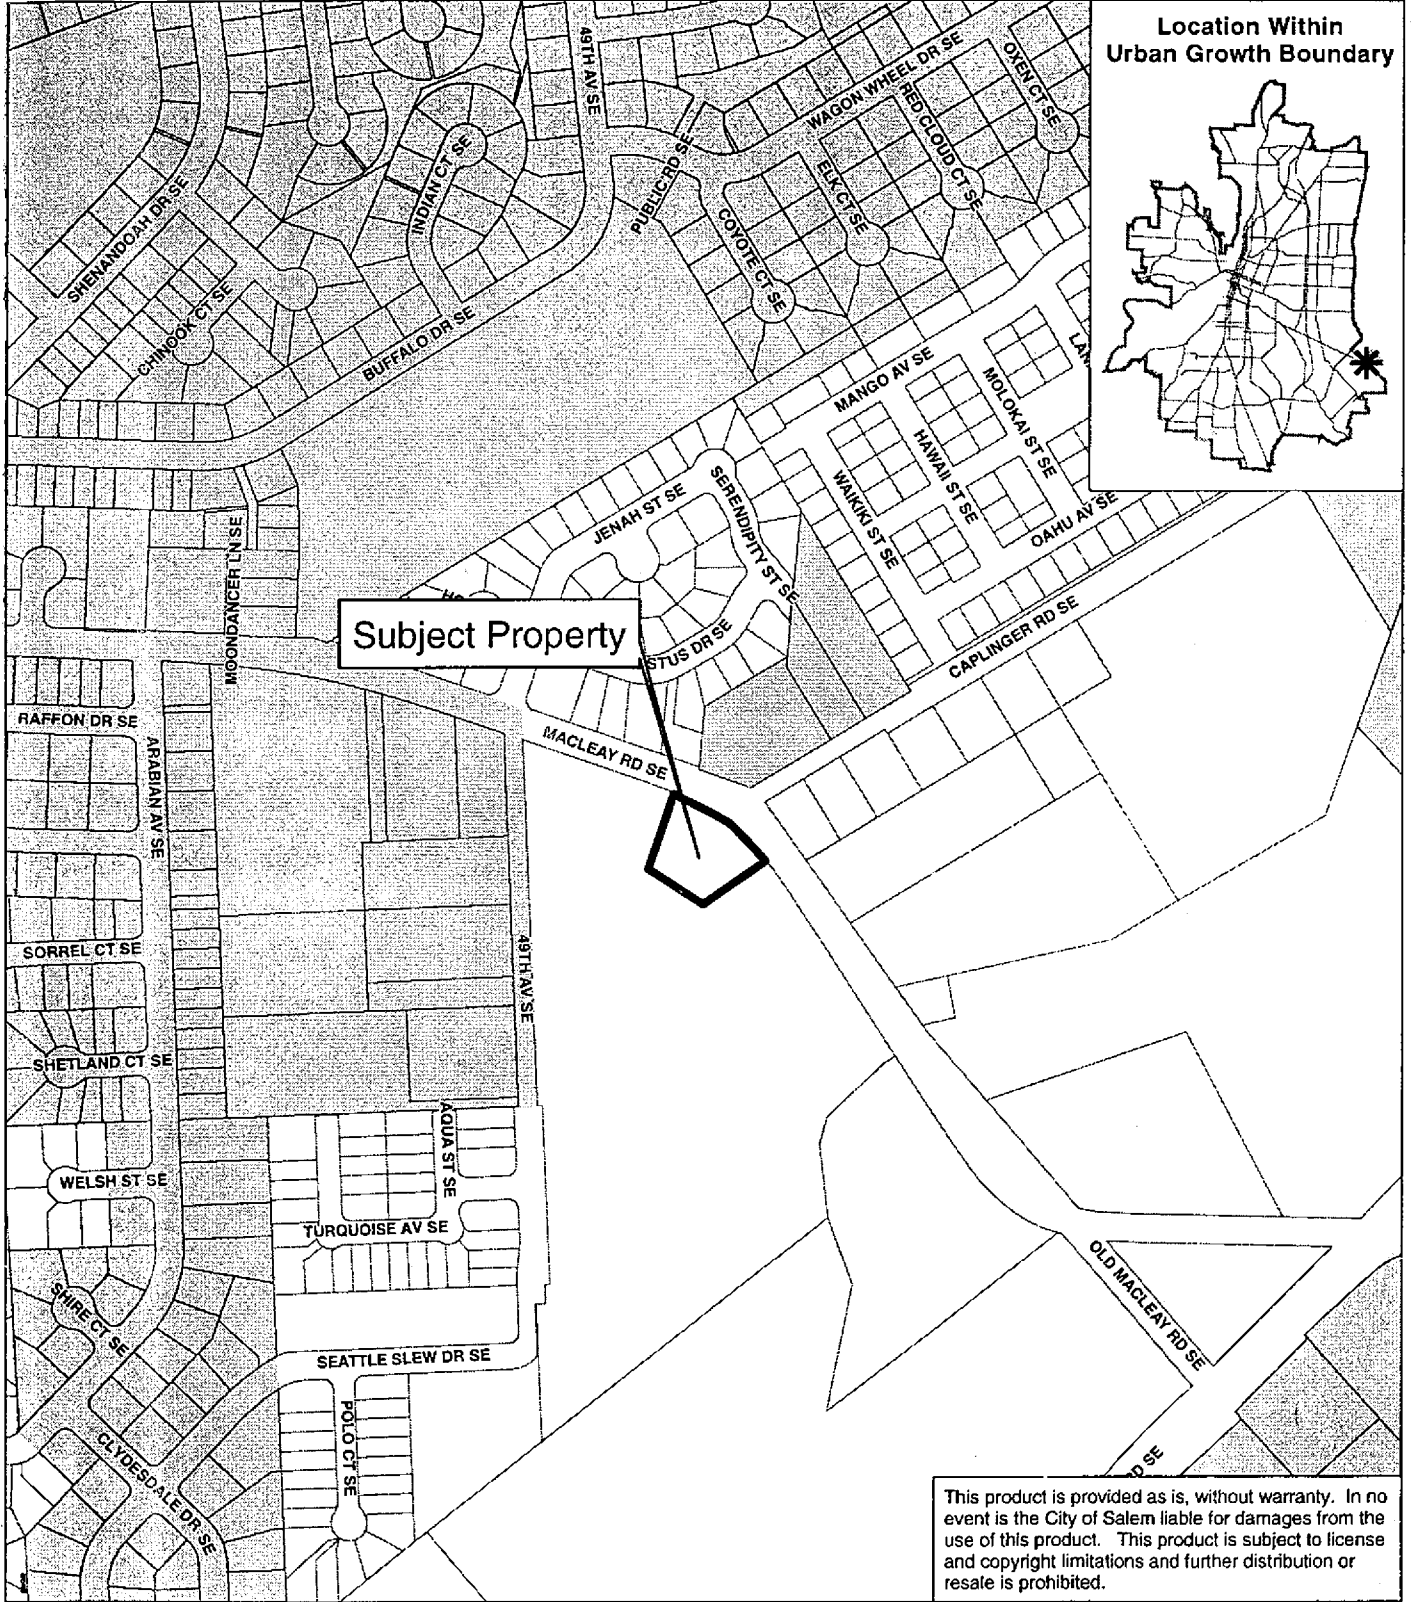 Location Within
Urban Growth Boundary
49TH AV SE
WAGON WHEEL DR SE
OXEN CT SE
RED CLOUD CT SE
PUBLIC RD SE
INDIAN CT SE
ELK CT SE
COYOTE CT SE
SHENANDOAH DR SE
CHINOOK CT SE
BUFFALO DR SE
MANGO AV SE
MOLOKAI ST SE
HAWAII ST SE
WAIKIKI ST SE
OAHU AV SE
JENAH ST SE
SERENDIPITY ST SE
MOONDANCER LN SE
Subject Property
STUS DR SE
CAPLINGER RD SE
RAFFON DR SE
ARABIAN AV SE
MACLEAY RD SE
SORREL CT SE
49TH AV SE
SHETLAND CT SE
AQUA ST SE
WELSH ST SE
TURQUOISE AV SE
SHIRE CT SE
OLD MACLEAY RD SE
SEATTLE SLEW DR SE
POLO CT SE
CLYDESDALE DR SE
RD SE
This product is provided as is, without warranty. In no
event is the City of Salem liable for damages from the
use of this product. This product is subject to license
and copyright limitations and further distribution or
resale is prohibited.